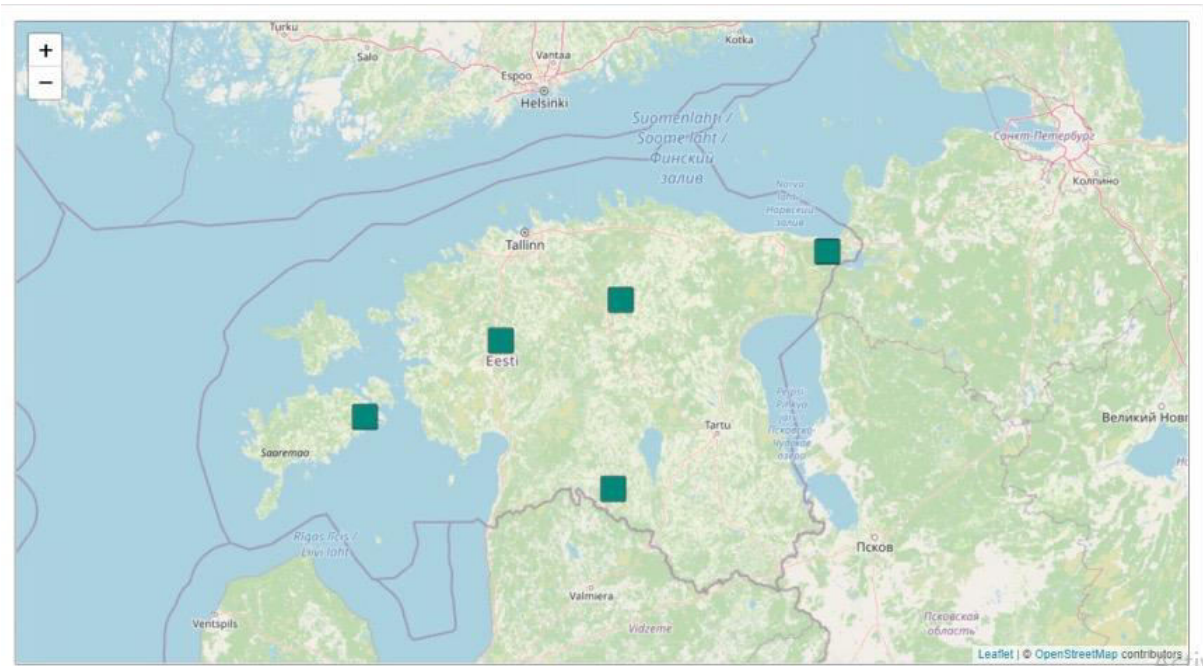 +
−
Turku
Salo
Vantaa
Espoo
Helsinki
Kotka
Suomenlahti /
Soome laht /
Финский
залив
Санкт-Петербург
Колпино
Narva
laht /
Нарвский
залив
Tallinn
Eesti
Saaremaa
Tartu
Peipsi-
Pihkva
järv /
Псковско-
Чудское
озеро
Великий Новг
Псков
Rīgas līcis /
Liivi laht
Ventspils
Valmiera
Vidzeme
Псковская
область
Leaflet | © OpenStreetMap contributors